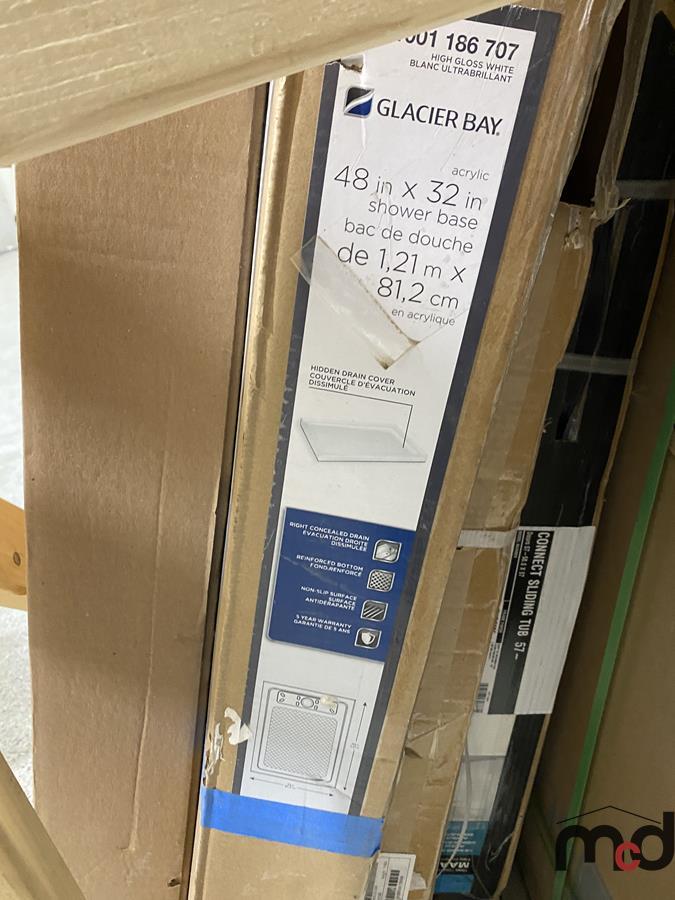 001 186 707
HIGH GLOSS WHITE
BLANC ULTRABRILLANT
GLACIER BAY
acrylic
48 in x 32 in
shower base
bac de douche
de 1,21 m x
81,2 cm
en acrylique
HIDDEN DRAIN COVER
COUVERCLE D'ÉVACUATION
DISSIMULÉ
RIGHT CONCEALED DRAIN
ÉVACUATION DROITE
DISSIMULÉE
REINFORCED BOTTOM
FOND RENFORCÉ
NON-SLIP SURFACE
SURFACE
ANTIDÉRAPANTE
5 YEAR WARRANTY
GARANTIE DE 5 ANS
CONNECT SLIDING TUB 57-
MAA
mcd